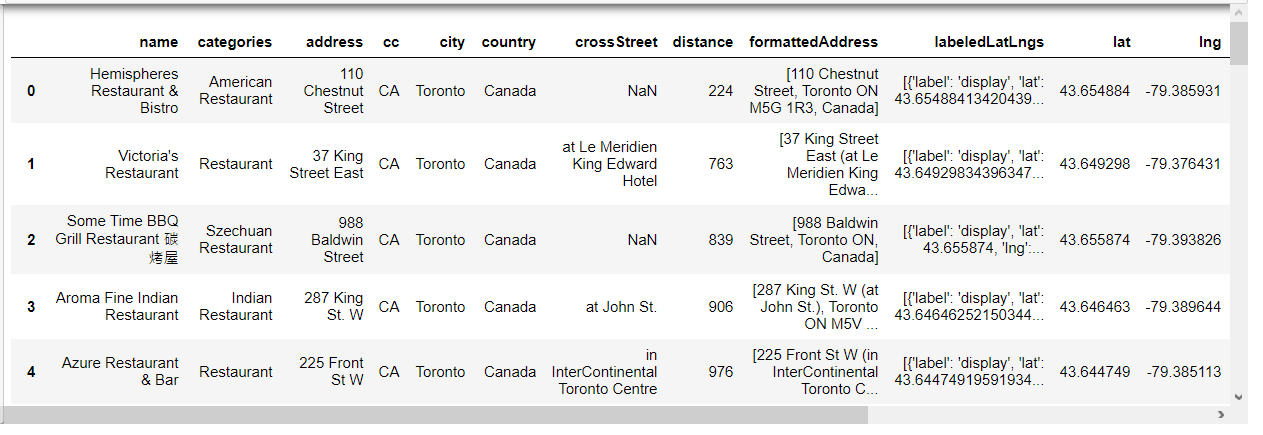 name categories address cc city country crossStreet distance formattedAddress labeledLatLngs lat lng
0 Hemispheres Restaurant & Bistro American Restaurant 110 Chestnut Street CA Toronto Canada NaN 224 [110 Chestnut Street, Toronto ON M5G 1R3, Canada] [{'label': 'display', 'lat': 43.65488413420439... 43.654884 -79.385931
1 Victoria's Restaurant Restaurant 37 King Street East CA Toronto Canada at Le Meridien King Edward Hotel 763 [37 King Street East (at Le Meridien King Edwa... [{'label': 'display', 'lat': 43.64929834396347... 43.649298 -79.376431
2 Some Time BBQ Grill Restaurant 碳烤屋 Szechuan Restaurant 988 Baldwin Street CA Toronto Canada NaN 839 [988 Baldwin Street, Toronto ON, Canada] [{'label': 'display', 'lat': 43.655874, 'lng':... 43.655874 -79.393826
3 Aroma Fine Indian Restaurant Indian Restaurant 287 King St. W CA Toronto Canada at John St. 906 [287 King St. W (at John St.), Toronto ON M5V ... [{'label': 'display', 'lat': 43.64646252150344... 43.646463 -79.389644
4 Azure Restaurant & Bar Restaurant 225 Front St W CA Toronto Canada in InterContinental Toronto Centre 976 [225 Front St W (in InterContinental Toronto C... [{'label': 'display', 'lat': 43.64474919591934... 43.644749 -79.385113